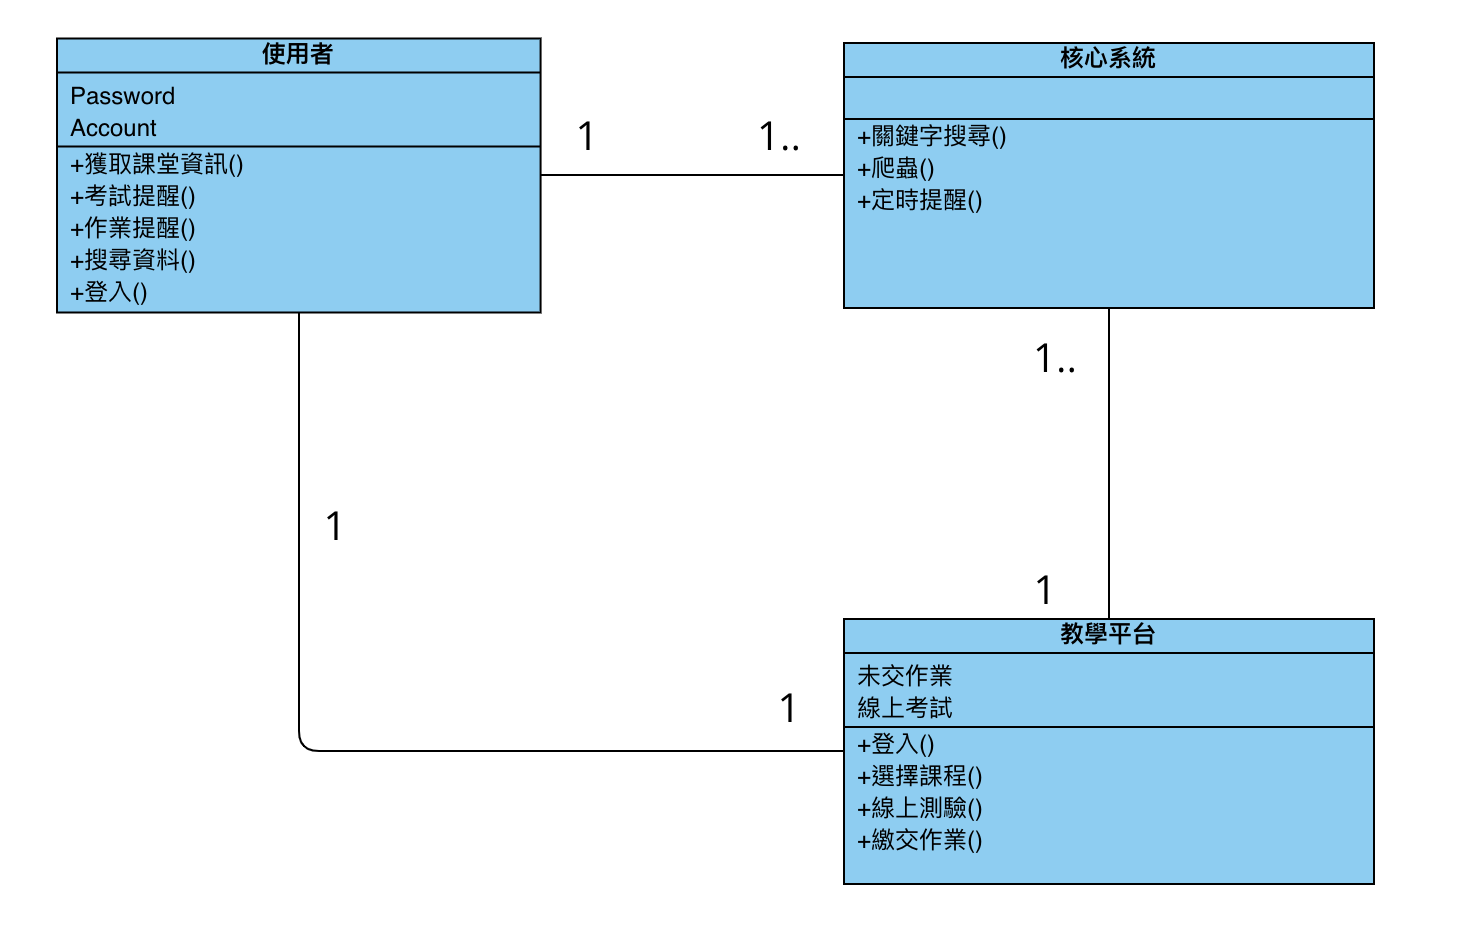 使用者
Password
Account
+獲取課堂資訊()
+考試提醒()
+作業提醒()
+搜尋資料()
+登入()
1
1..
核心系統
+關鍵字搜尋()
+爬蟲()
+定時提醒()
1..
1
1
1
教學平台
未交作業
線上考試
+登入()
+選擇課程()
+線上測驗()
+繳交作業()